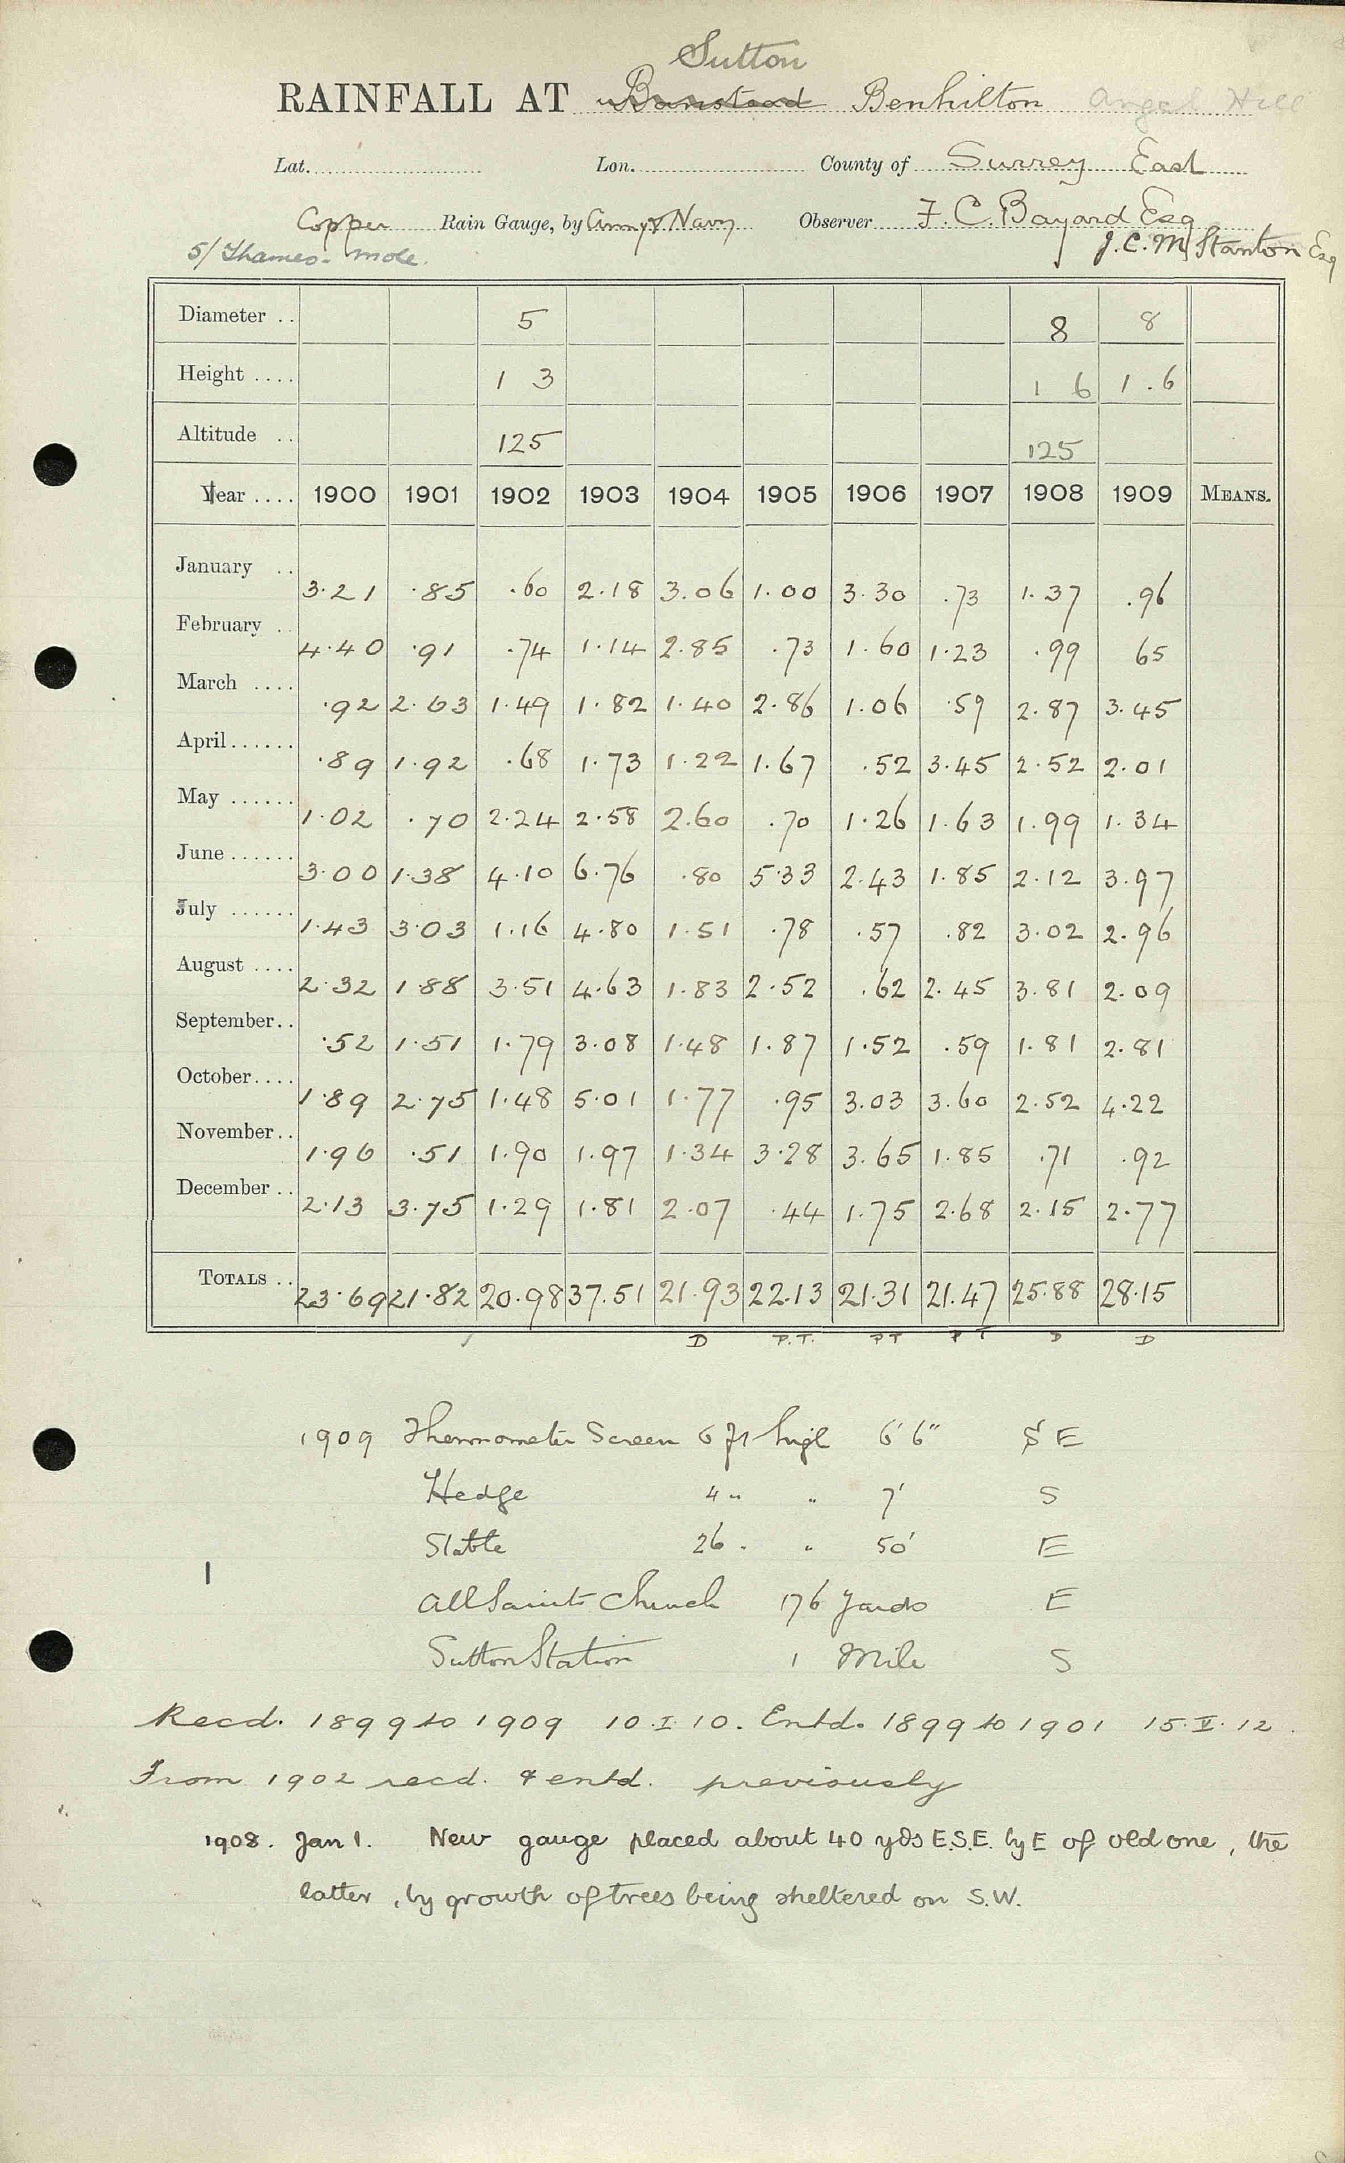 Sutton
RAINFALL AT Banstead Benhilton Angel Hill
Lat. Lon. County of Surrey East
Copper Rain Gauge, by Army & Navy Observer F. C. Bayard Esq
5/ Thames - Mole. J. C. M. Stanton Esq
Diameter .. 5 8 8
Height .... 1 3 1 6 1.6
Altitude .. 125 125
Year .... 1900 1901 1902 1903 1904 1905 1906 1907 1908 1909 MEANS.
January .. 3.21 .85 .60 2.18 3.06 1.00 3.30 .73 1.37 .96
February .. 4.40 .91 .74 1.14 2.85 .73 1.60 1.23 .99 65
March .... .92 2.63 1.49 1.82 1.40 2.86 1.06 .59 2.87 3.45
April ...... .89 1.92 .68 1.73 1.22 1.67 .52 3.45 2.52 2.01
May ...... 1.02 .70 2.24 2.58 2.60 .70 1.26 1.63 1.99 1.34
June ...... 3.00 1.38 4.10 6.76 .80 5.33 2.43 1.85 2.12 3.97
July ...... 1.43 3.03 1.16 4.80 1.51 .78 .57 .82 3.02 2.96
August .... 2.32 1.88 3.51 4.63 1.83 2.52 .62 2.45 3.81 2.09
September .. .52 1.51 1.79 3.08 1.48 1.87 1.52 .59 1.81 2.81
October .... 1.89 2.75 1.48 5.01 1.77 .95 3.03 3.60 2.52 4.22
November .. 1.96 .51 1.90 1.97 1.34 3.28 3.65 1.85 .71 .92
December .. 2.13 3.75 1.29 1.81 2.07 .44 1.75 2.68 2.15 2.77
TOTALS .. 23.69 21.82 20.98 37.51 21.93 22.13 21.31 21.47 25.88 28.15
D P.T. PT PT D D
1909 Thermometer Screen 6 ft high 6' 6" S E
Hedge 4 " " 7' S
Stable 26 " " 50' E
All Saints Church 176 Yards E
Sutton Station 1 Mile S
Recd. 1899 to 1909 10.I.10. Entd. 1899 to 1901 15.V.12.
From 1902 recd. & entd. previously
1908. Jan 1. New gauge placed about 40 yds E.S.E. by E of old one, the
latter, by growth of trees being sheltered on S.W.